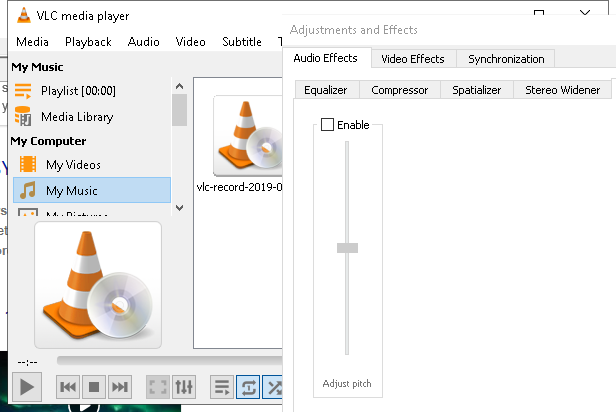 VLC media player
Media Playback Audio Video Subtitle T
My Music
Playlist [00:00]
Media Library
My Computer
My Videos
My Music
My Pictures
vlc-record-2019-0
--:--
Adjustments and Effects
Audio Effects Video Effects Synchronization
Equalizer Compressor Spatializer Stereo Widener
Enable
Adjust pitch